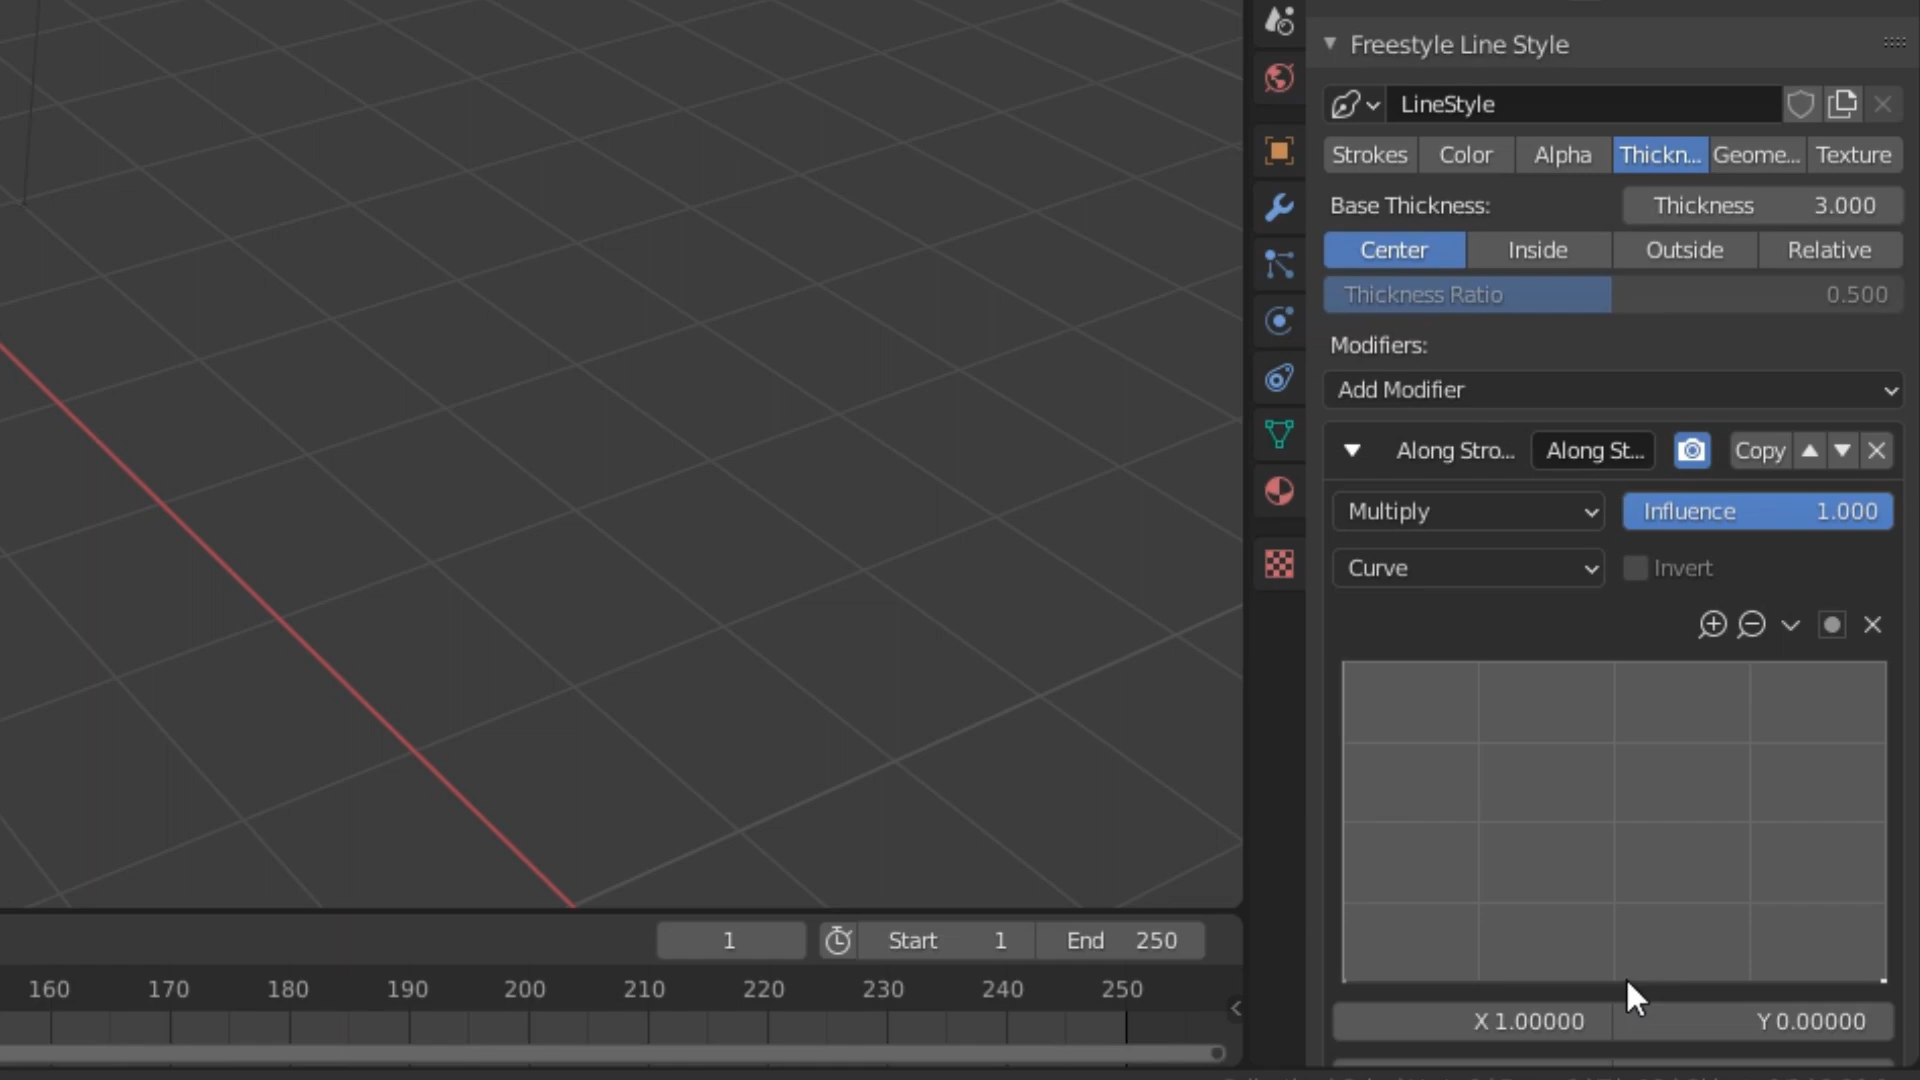 Freestyle Line Style
LineStyle
Strokes Color Alpha Thickn... Geome... Texture
Base Thickness: Thickness 3.000
Center Inside Outside Relative
Thickness Ratio 0.500
Modifiers:
Add Modifier
Along Stro... Along St... Copy
Multiply Influence 1.000
Curve Invert
X 1.00000 Y 0.00000
1 Start 1 End 250
160 170 180 190 200 210 220 230 240 250